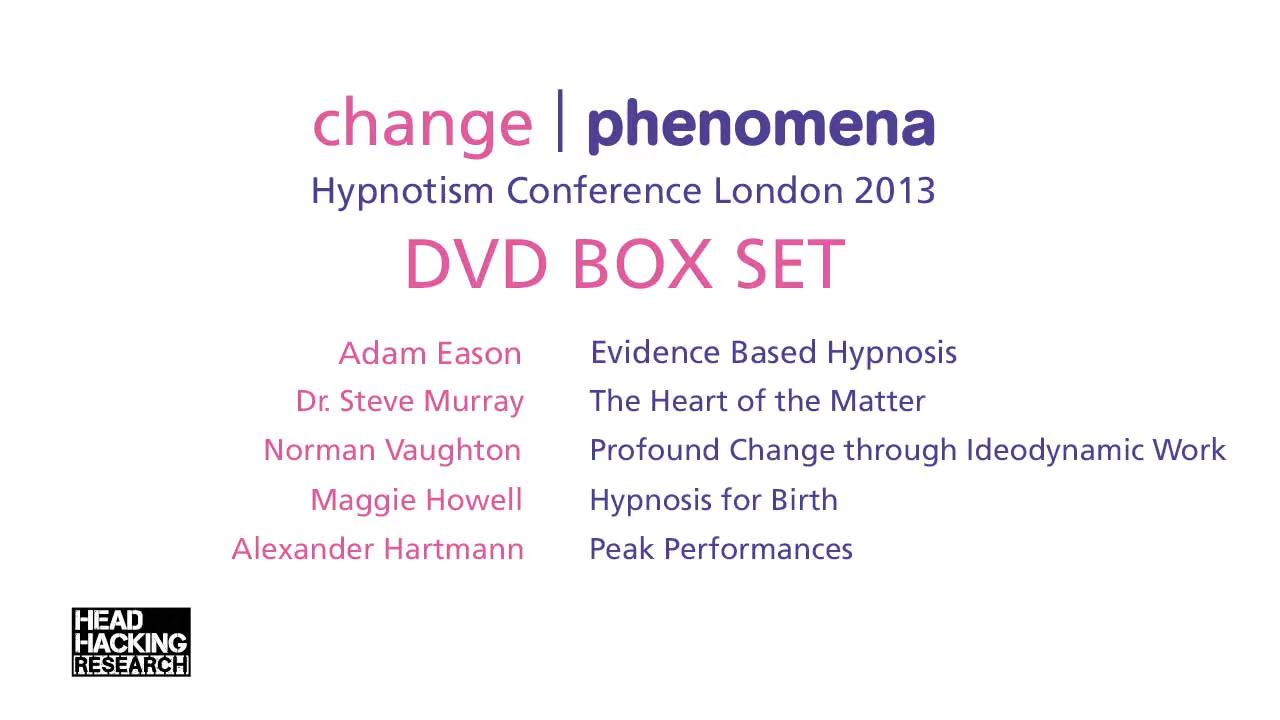 change | phenomena
Hypnotism Conference London 2013
DVD BOX SET
Adam Eason Evidence Based Hypnosis
Dr. Steve Murray The Heart of the Matter
Norman Vaughton Profound Change through Ideodynamic Work
Maggie Howell Hypnosis for Birth
Alexander Hartmann Peak Performances
HEAD
HACKING
RESEARCH